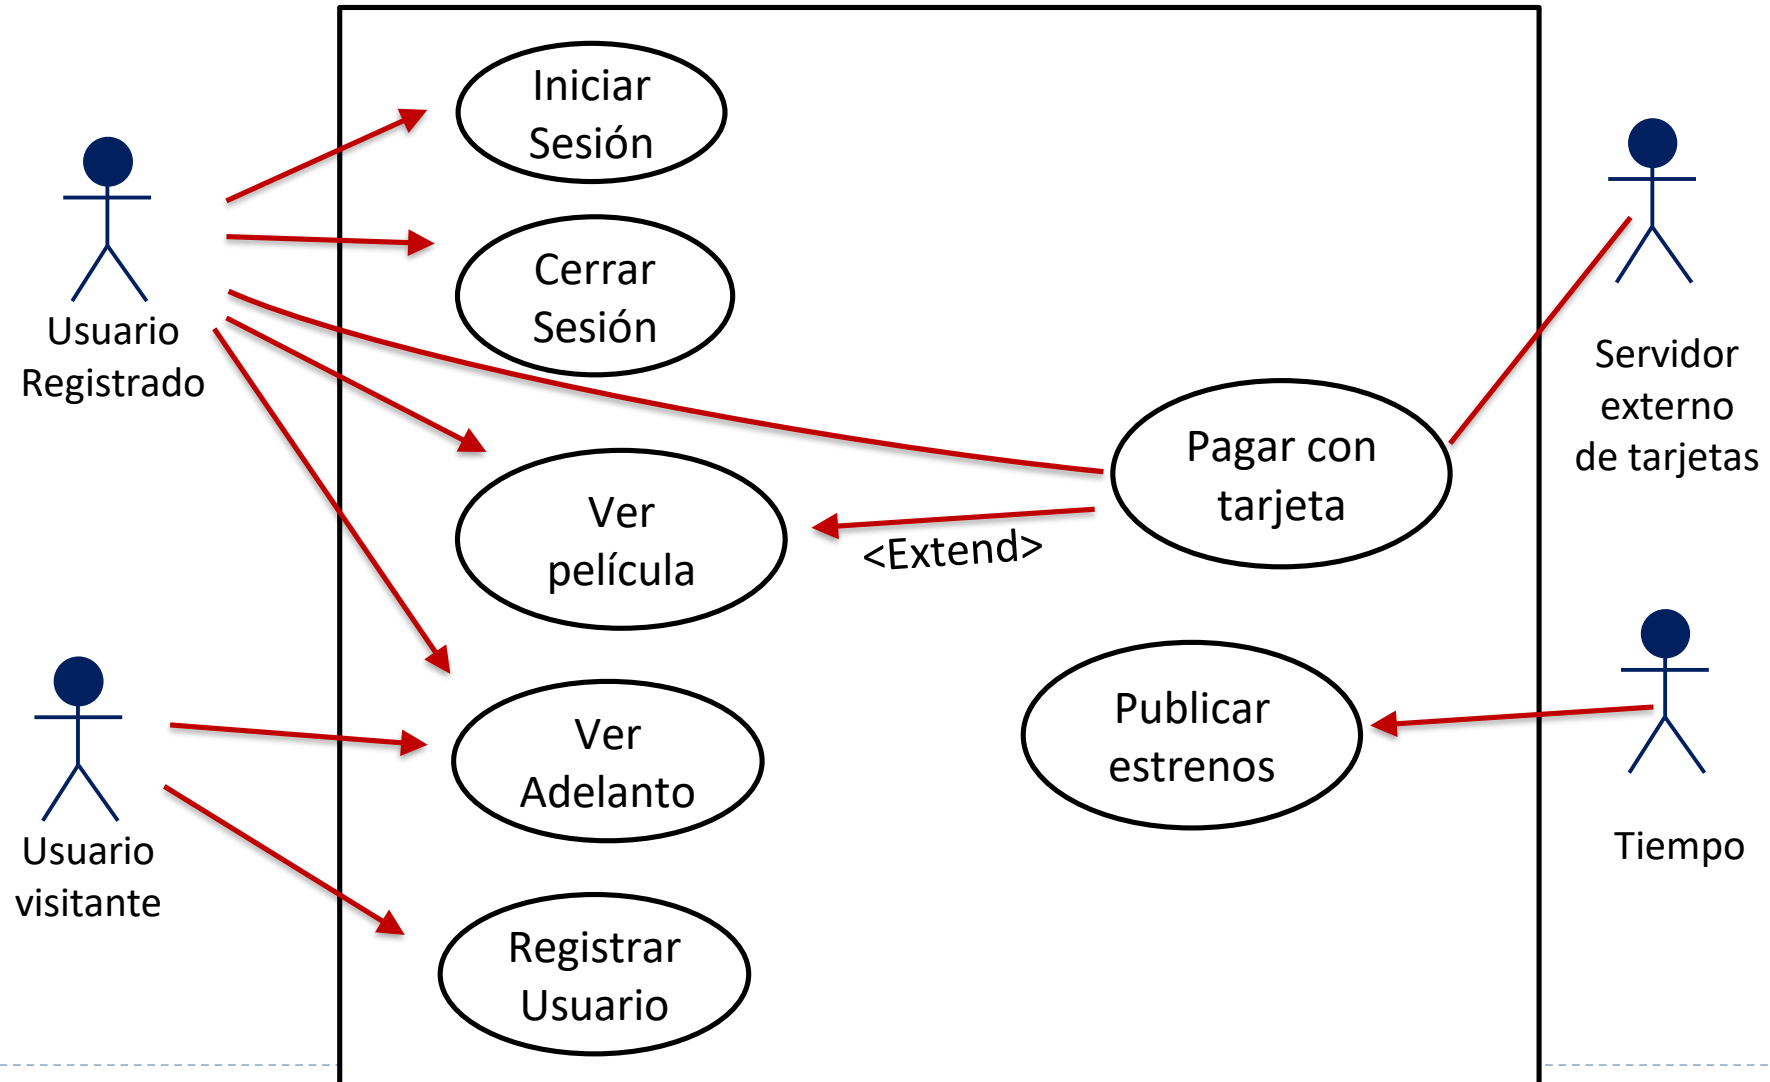 Iniciar
Sesión
Cerrar
Sesión
Usuario
Registrado
Servidor
externo
de tarjetas
Pagar con
tarjeta
Ver
película
<Extend>
Publicar
estrenos
Ver
Adelanto
Usuario
visitante
Tiempo
Registrar
Usuario